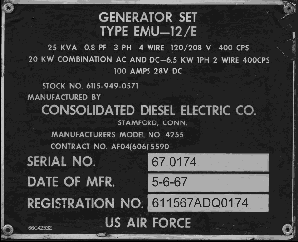 GENERATOR SET
TYPE EMU-12/E
25 KVA 0.8 PF 3 PH 4 WIRE 120/208 V 400 CPS
20 KW COMBINATION AC AND DC-6.5 KW 1PH 2 WIRE 400CPS
100 AMPS 28V DC
STOCK NO. 6115-949-0571
MANUFACTURED BY
CONSOLIDATED DIESEL ELECTRIC CO.
STAMFORD, CONN.
MANUFACTURERS MODEL NO 4755
CONTRACT NO. AF04(606)5590
SERIAL NO. 67 0174
DATE OF MFR. 5-6-67
REGISTRATION NO. 611567ADQ0174
US AIR FORCE